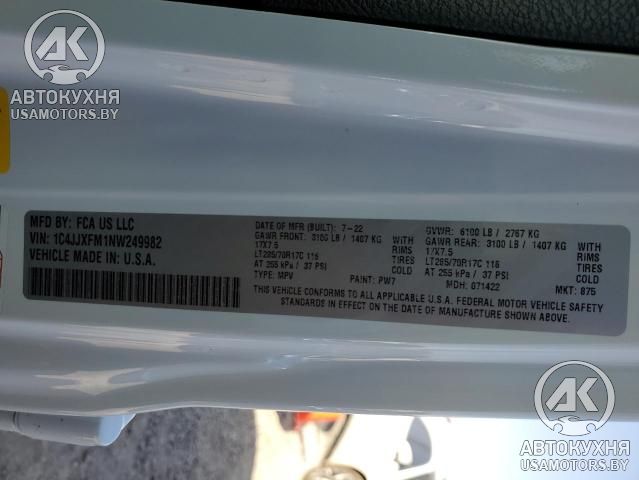 AK
АВТОКУХНЯ
USAMOTORS.BY
MFD BY: FCA US LLC
VIN: 1C4JJXFM1NW249982
VEHICLE MADE IN U.S.A.
DATE OF MFR (BUILT): 7-22
GAWR FRONT: 3100 LB / 1407 KG WITH
17X7.5 RIMS
LT285/70R17C 116 TIRES
AT 255 kPa / 37 PSI COLD
TYPE: MPV PAINT: PW7
GVWR: 6100 LB / 2767 KG
GAWR REAR: 3100 LB / 1407 KG WITH
17X7.5 RIMS
LT285/70R17C 116 TIRES
AT 255 kPa / 37 PSI COLD
MDH: 071422 MKT: 875
THIS VEHICLE CONFORMS TO ALL APPLICABLE U.S.A. FEDERAL MOTOR VEHICLE SAFETY
STANDARDS IN EFFECT ON THE DATE OF MANUFACTURE SHOWN ABOVE.
AK
АВТОКУХНЯ
USAMOTORS.BY